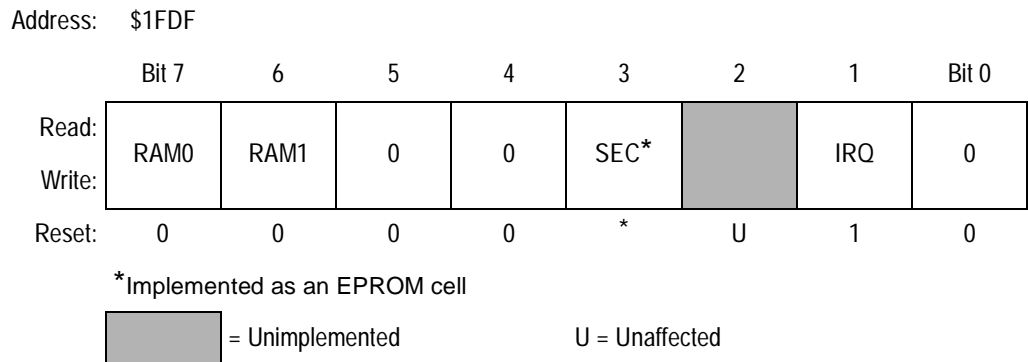 Address: $1FDF
Bit 7 6 5 4 3 2 1 Bit 0
Read:
RAM0 RAM1 0 0 SEC* IRQ 0
Write:
Reset: 0 0 0 0 * U 1 0
*Implemented as an EPROM cell
= Unimplemented U = Unaffected